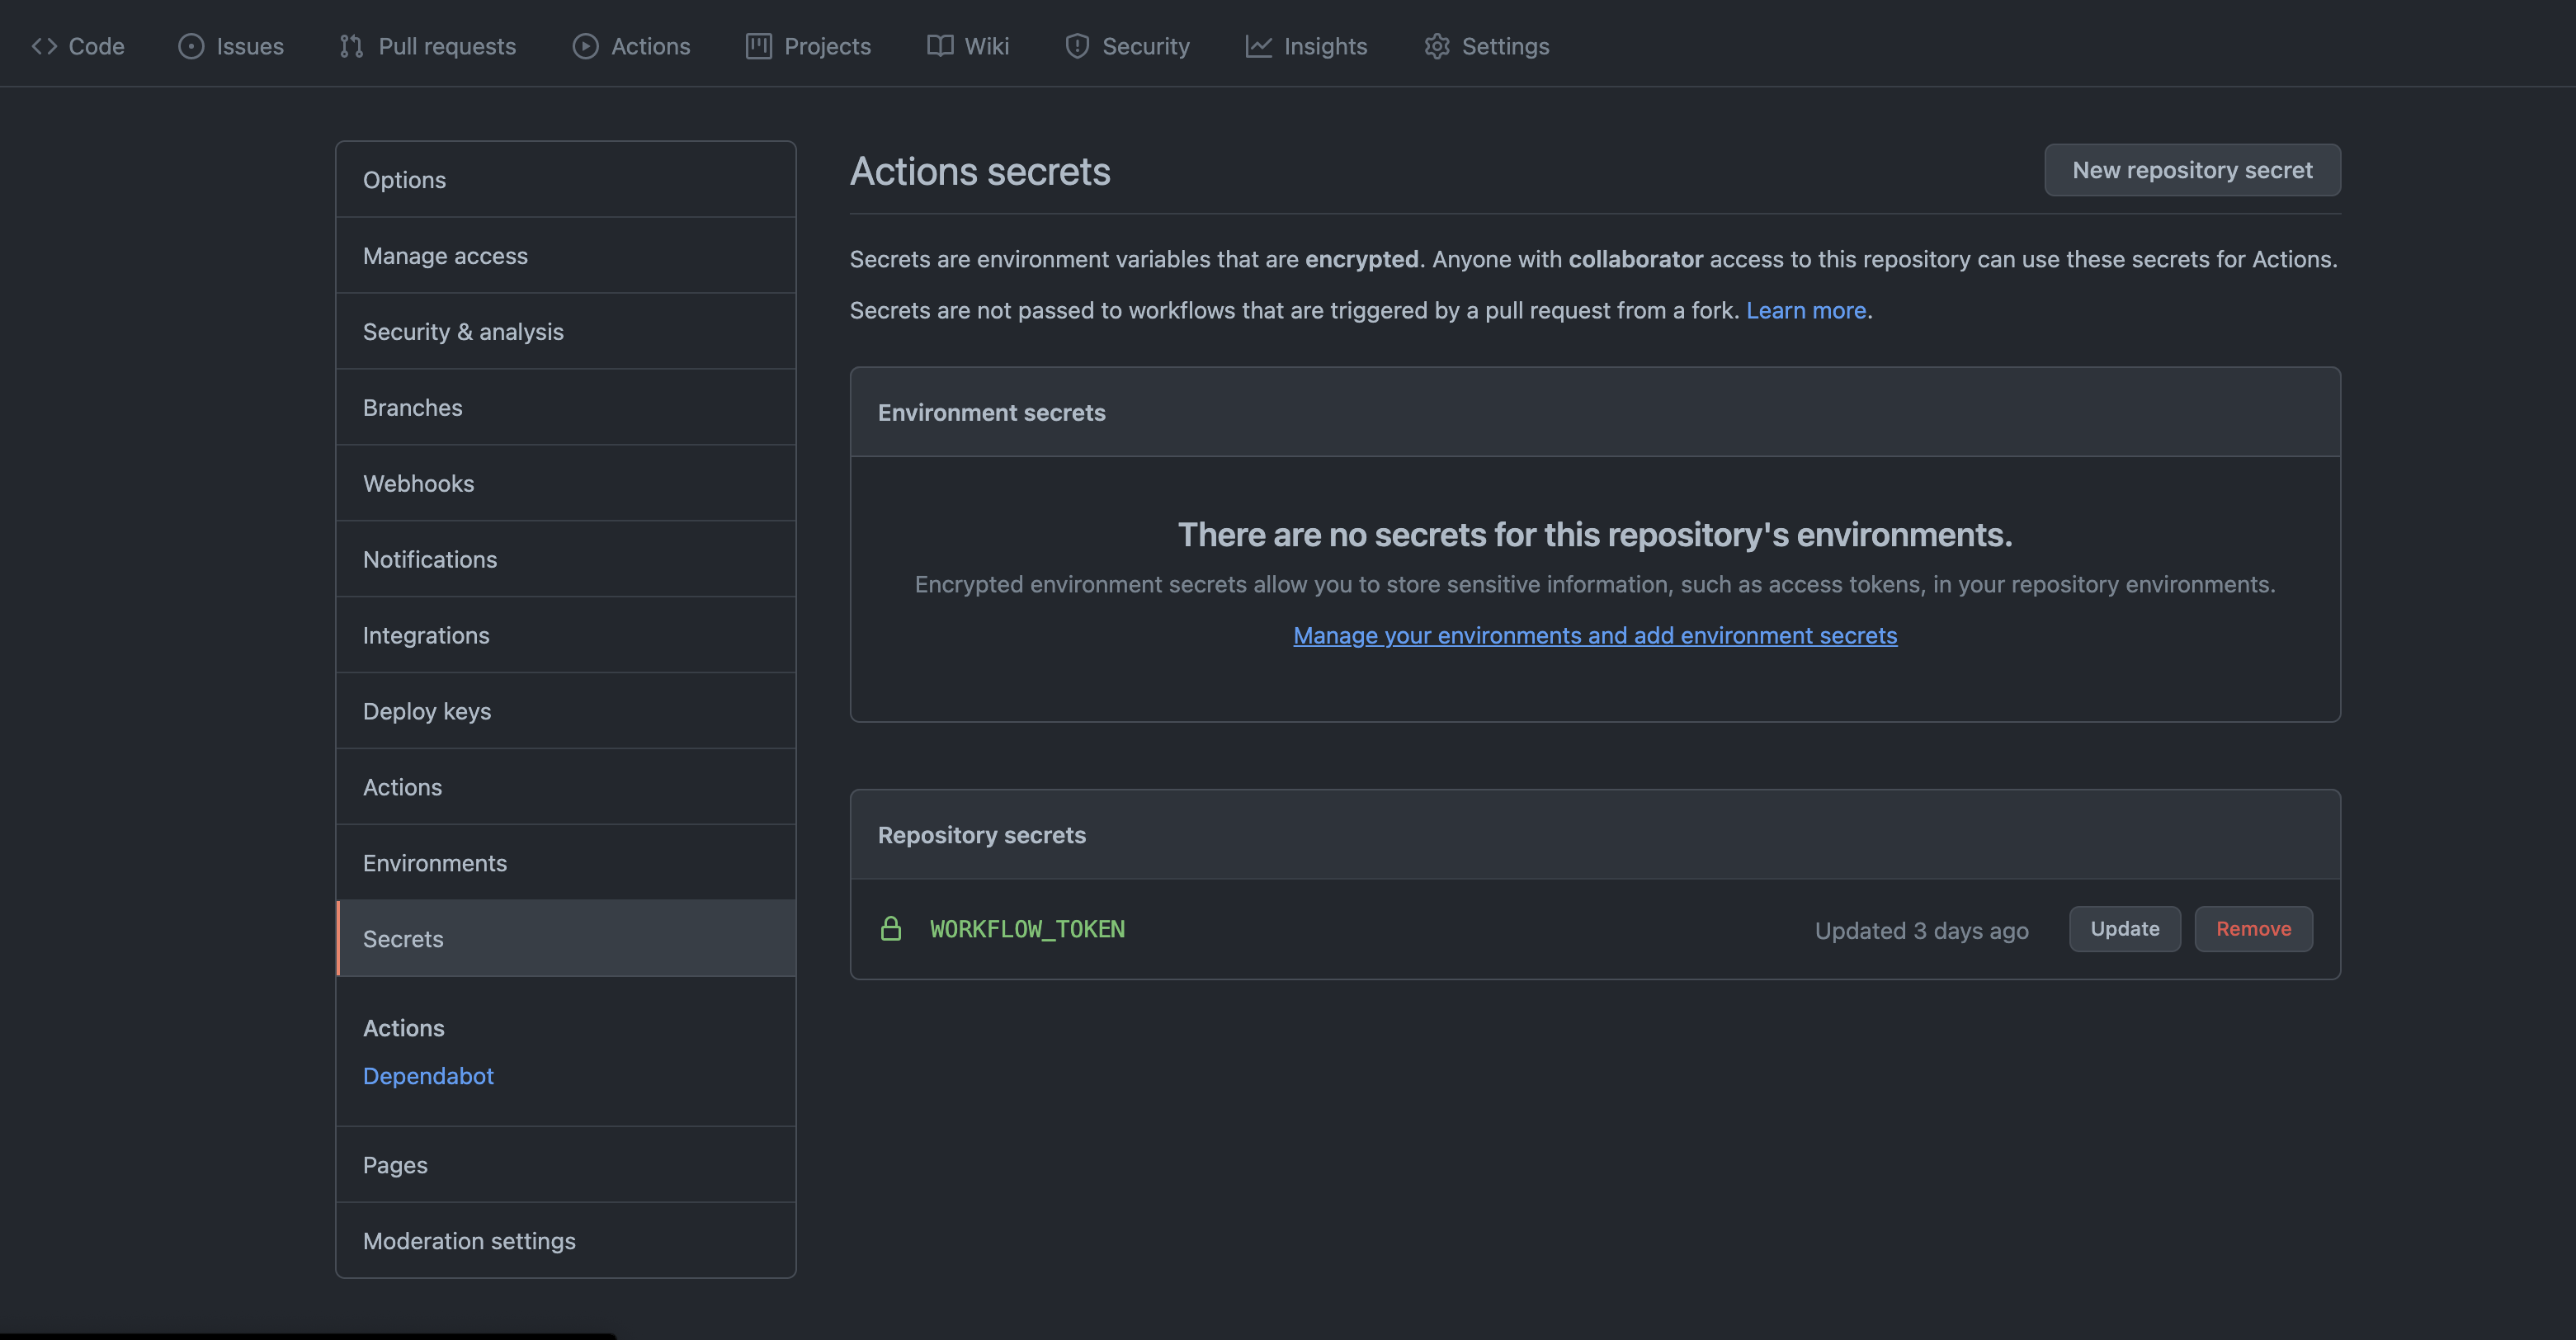 Code Issues Pull requests Actions Projects Wiki Security Insights Settings
Options
Manage access
Security & analysis
Branches
Webhooks
Notifications
Integrations
Deploy keys
Actions
Environments
Secrets
Actions
Dependabot
Pages
Moderation settings
Actions secrets
New repository secret
Secrets are environment variables that are encrypted. Anyone with collaborator access to this repository can use these secrets for Actions.
Secrets are not passed to workflows that are triggered by a pull request from a fork. Learn more.
Environment secrets
There are no secrets for this repository's environments.
Encrypted environment secrets allow you to store sensitive information, such as access tokens, in your repository environments.
Manage your environments and add environment secrets
Repository secrets
WORKFLOW_TOKEN Updated 3 days ago Update Remove